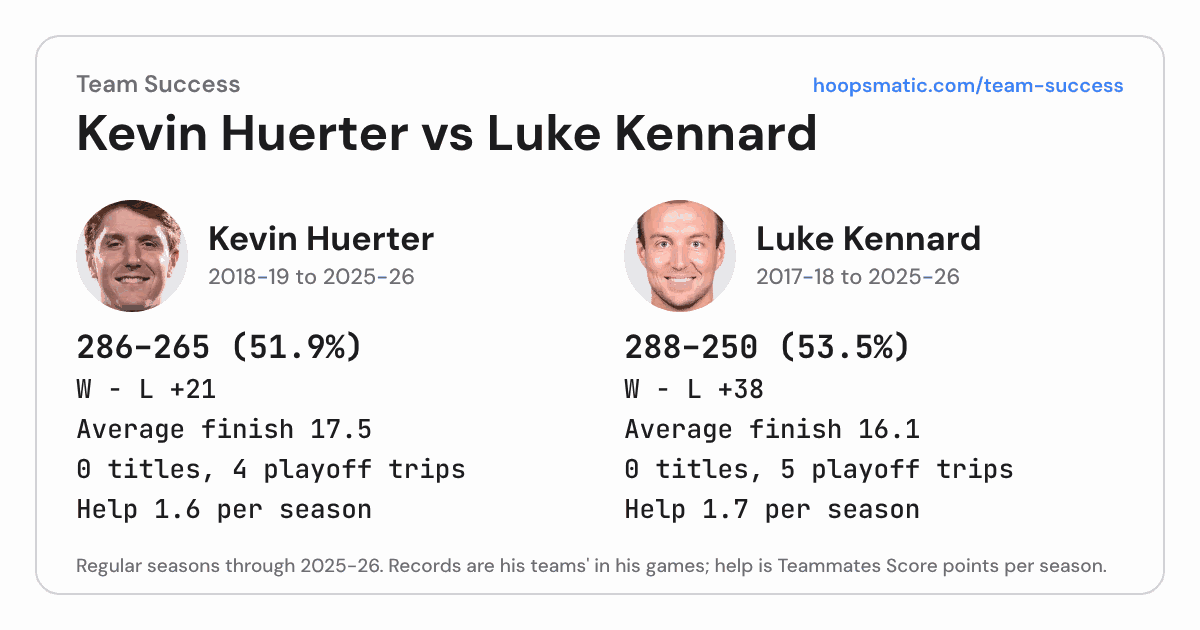 Team Success
hoopsmatic.com/team-success
Kevin Huerter vs Luke Kennard
Kevin Huerter
2018-19 to 2025-26
286-265 (51.9%)
W - L +21
Average finish 17.5
0 titles, 4 playoff trips
Help 1.6 per season
Luke Kennard
2017-18 to 2025-26
288-250 (53.5%)
W - L +38
Average finish 16.1
0 titles, 5 playoff trips
Help 1.7 per season
Regular seasons through 2025-26. Records are his teams' in his games; help is Teammates Score points per season.